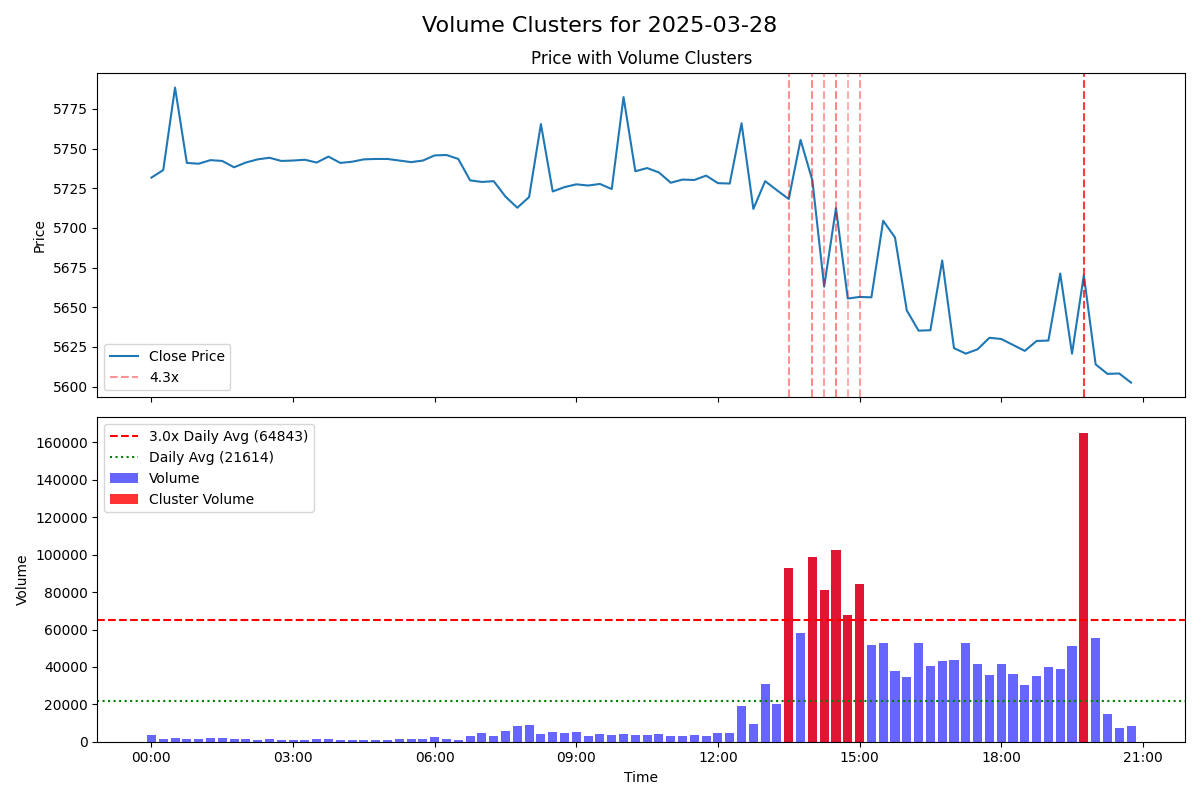 Volume Clusters for 2025-03-28
Price with Volume Clusters
Price
5775
5750
5725
5700
5675
5650
5625
5600
Close Price
4.3x
Volume
160000
140000
120000
100000
80000
60000
40000
20000
0
3.0x Daily Avg (64843)
Daily Avg (21614)
Volume
Cluster Volume
00:00 03:00 06:00 09:00 12:00 15:00 18:00 21:00
Time